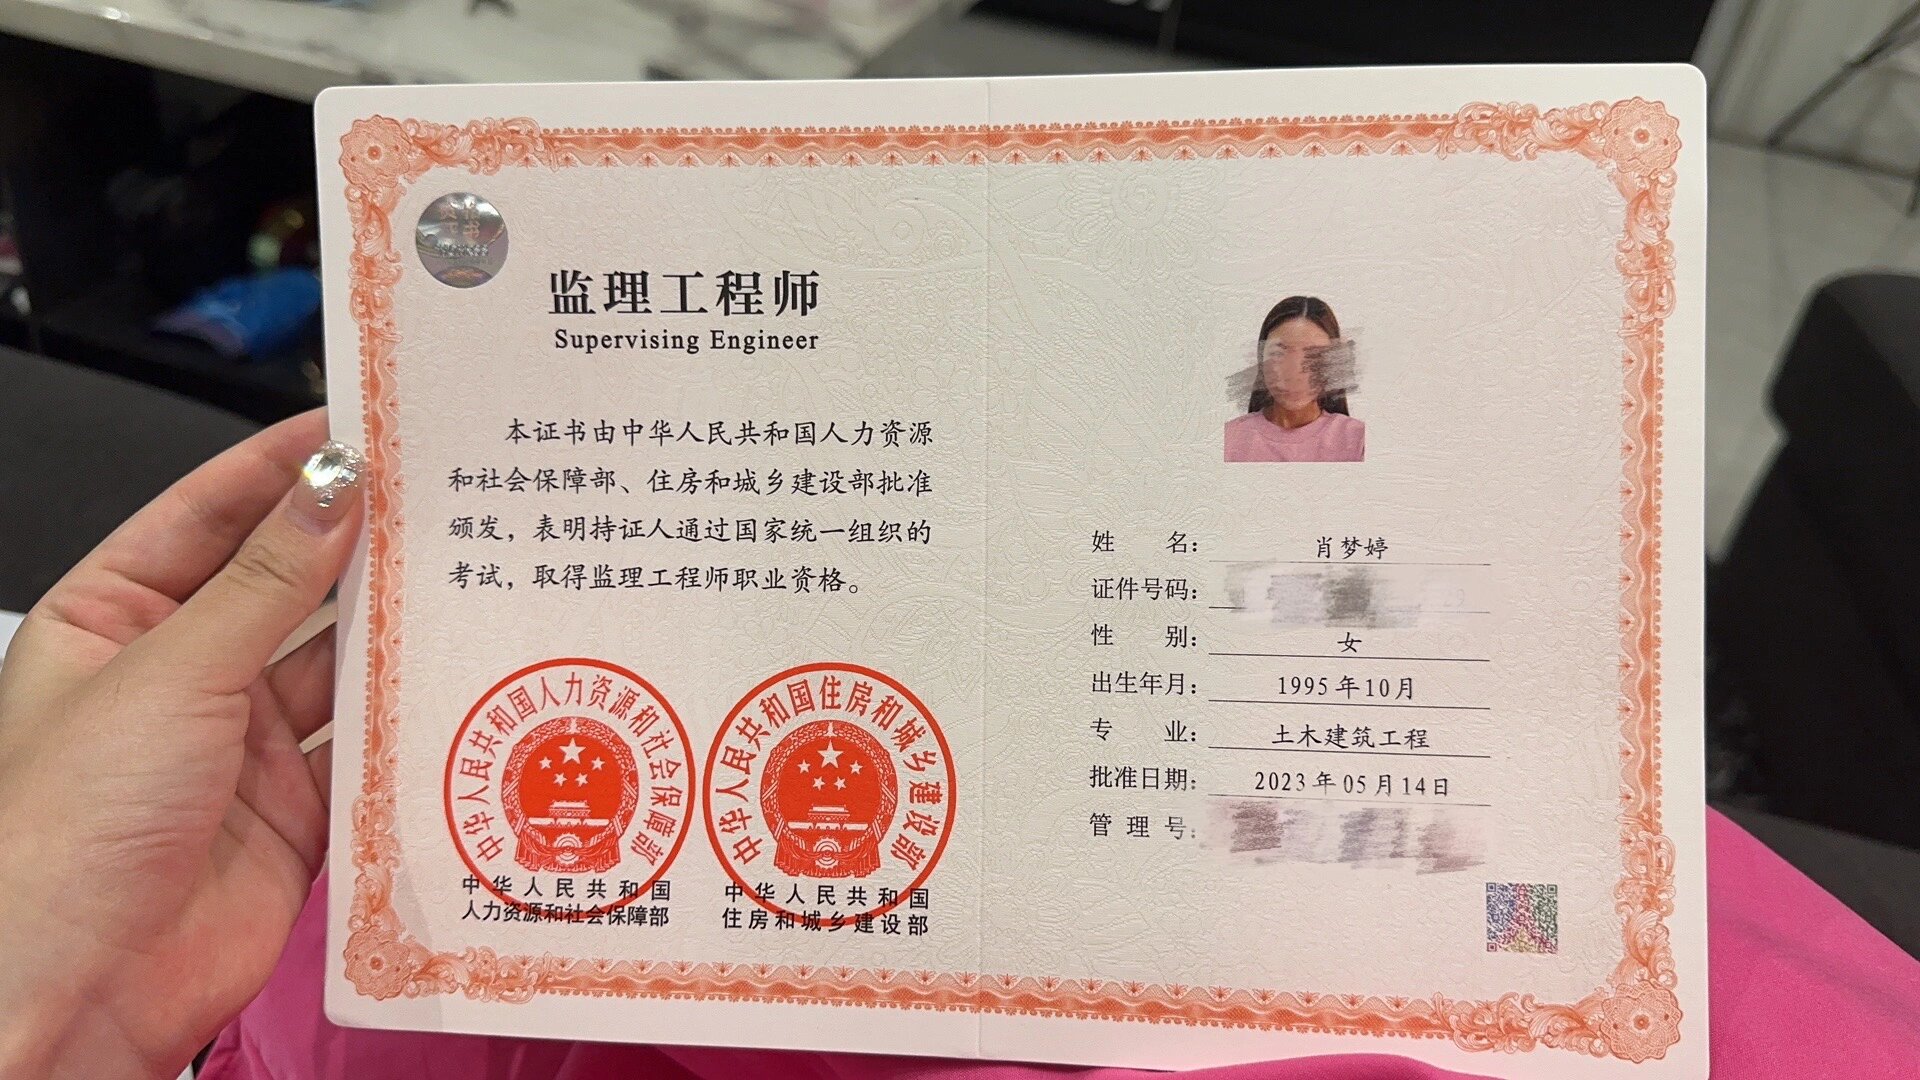 监理工程师
Supervising Engineer
本证书由中华人民共和国人力资源
和社会保障部、住房和城乡建设部批准
颁发，表明持证人通过国家统一组织的
考试，取得监理工程师职业资格。
中华人民共和国人力资源和社会保障部
中华人民共和国住房和城乡建设部
中华人民共和国
人力资源和社会保障部
中华人民共和国
住房和城乡建设部
姓 名： 肖梦婷
证件号码：
性 别： 女
出生年月： 1995年10月
专 业： 土木建筑工程
批准日期： 2023年05月14日
管 理 号：